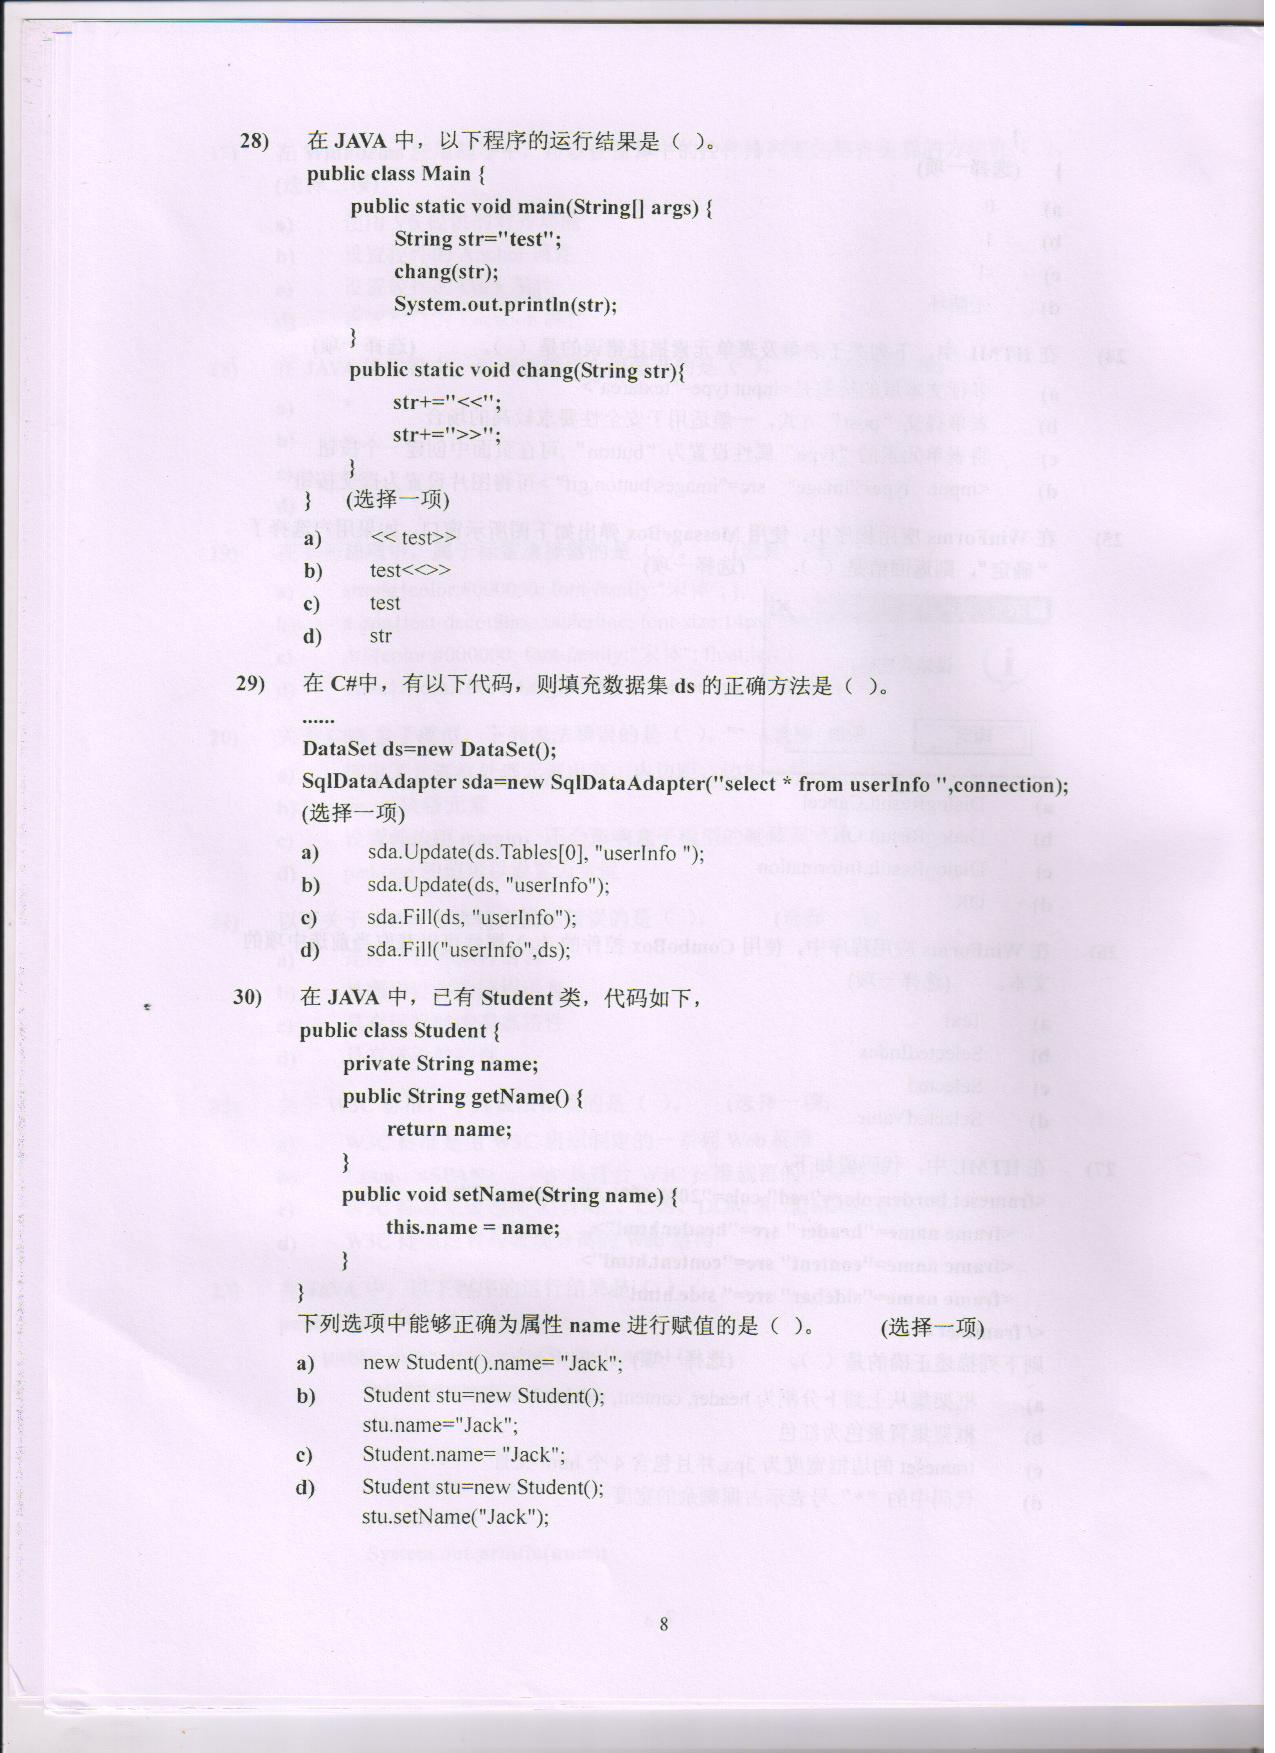 28) 在 JAVA 中，以下程序的运行结果是（ ）。
public class Main {
public static void main(String[] args) {
String str="test";
chang(str);
System.out.println(str);
}
public static void chang(String str){
str+="<<";
str+=">>";
}
} (选择一项)
a) << test>>
b) test<<>>
c) test
d) str
29) 在 C#中，有以下代码，则填充数据集 ds 的正确方法是（ ）。
......
DataSet ds=new DataSet();
SqlDataAdapter sda=new SqlDataAdapter("select * from userInfo ",connection);
(选择一项)
a) sda.Update(ds.Tables[0], "userInfo ");
b) sda.Update(ds, "userInfo");
c) sda.Fill(ds, "userInfo");
d) sda.Fill("userInfo",ds);
30) 在 JAVA 中，已有 Student 类，代码如下，
public class Student {
private String name;
public String getName() {
return name;
}
public void setName(String name) {
this.name = name;
}
}
下列选项中能够正确为属性 name 进行赋值的是（ ）。 (选择一项)
a) new Student().name= "Jack";
b) Student stu=new Student();
stu.name="Jack";
c) Student.name= "Jack";
d) Student stu=new Student();
stu.setName("Jack");
8